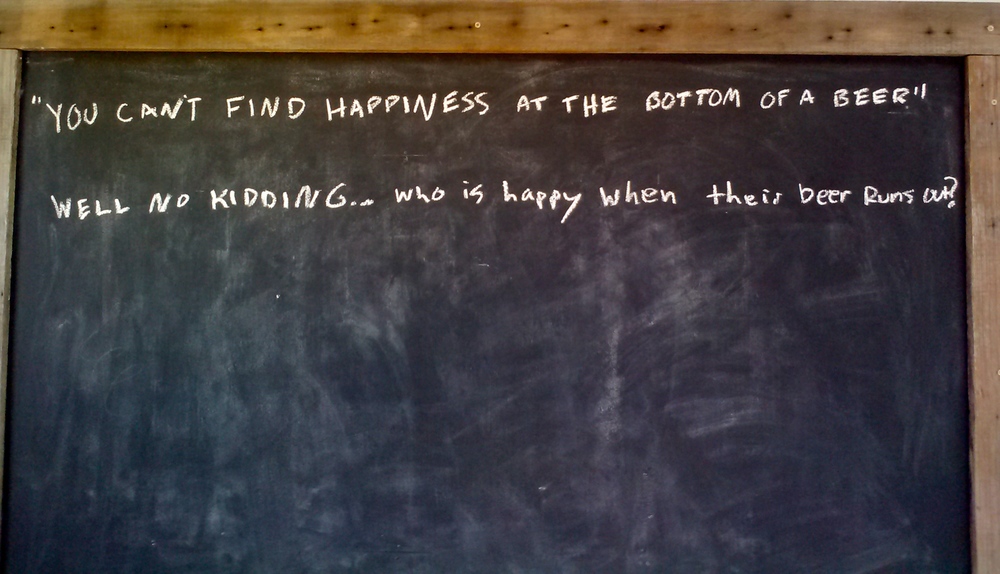 "YOU CAN'T FIND HAPPINESS AT THE BOTTOM OF A BEER"
WELL NO KIDDING... who is happy when their beer Runs out?